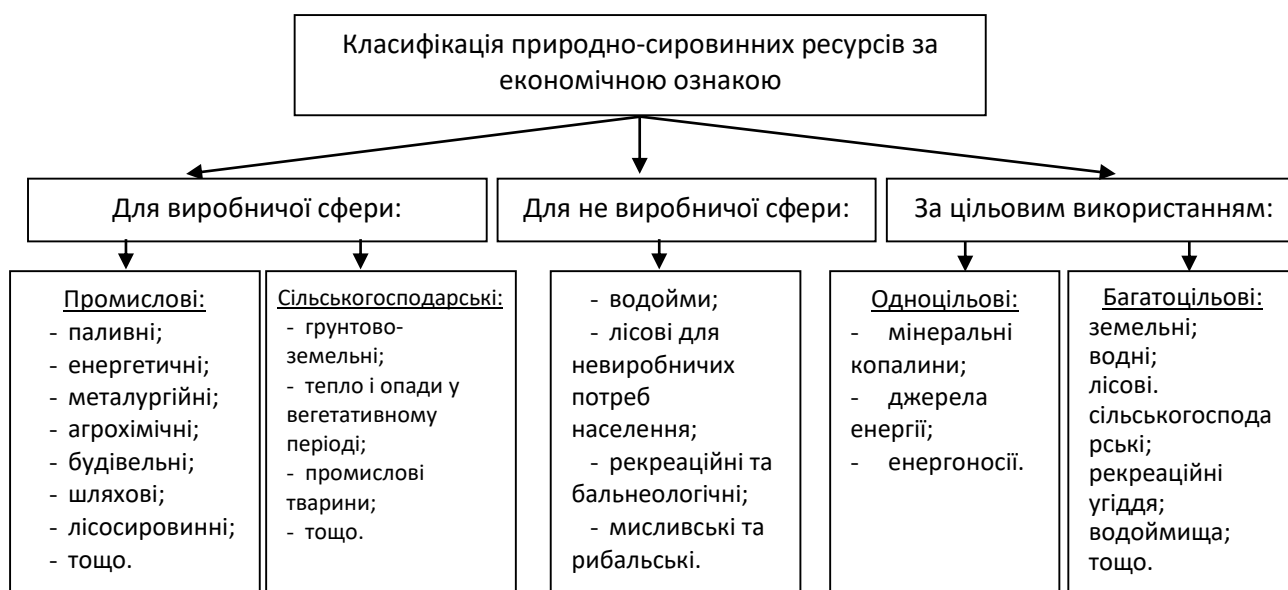 Класифікація природно-сировинних ресурсів за
економічною ознакою
Для виробничої сфери:
Для не виробничої сфери:
За цільовим використанням:
Промислові:
- паливні;
- енергетичні;
- металургійні;
- агрохімічні;
- будівельні;
- шляхові;
- лісосировинні;
- тощо.
Сільськогосподарські:
- грунтово-
земельні;
- тепло і опади у
вегетативному
періоді;
- промислові
тварини;
- тощо.
- водойми;
- лісові для
невиробничих
потреб
населення;
- рекреаційні та
бальнеологічні;
- мисливські та
рибальські.
Одноцільові:
- мінеральні
копалини;
- джерела
енергії;
- енергоносії.
Багатоцільові:
земельні;
водні;
лісові.
сільськогоспода
рські;
рекреаційні
угіддя;
водоймища;
тощо.